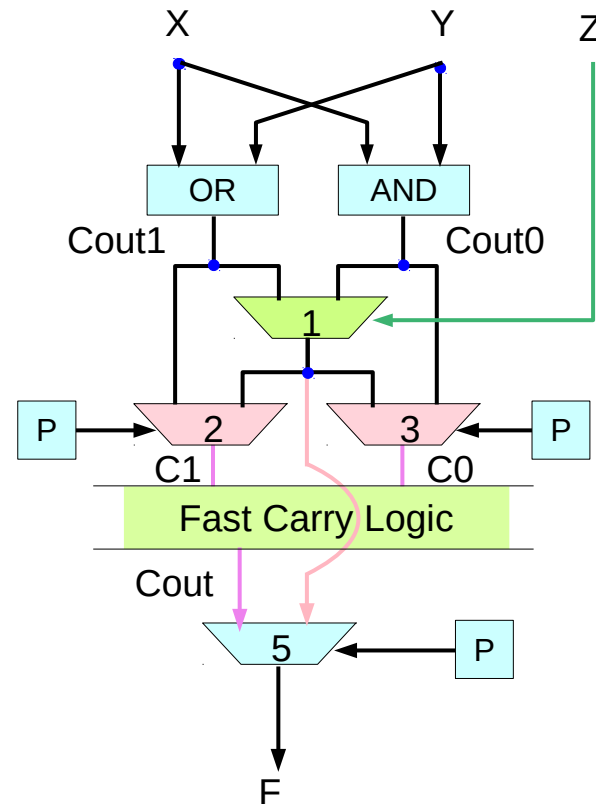 X Y Z
OR AND
Cout1 Cout0
1
P 2 3 P
C1 C0
Fast Carry Logic
Cout
5 P
F